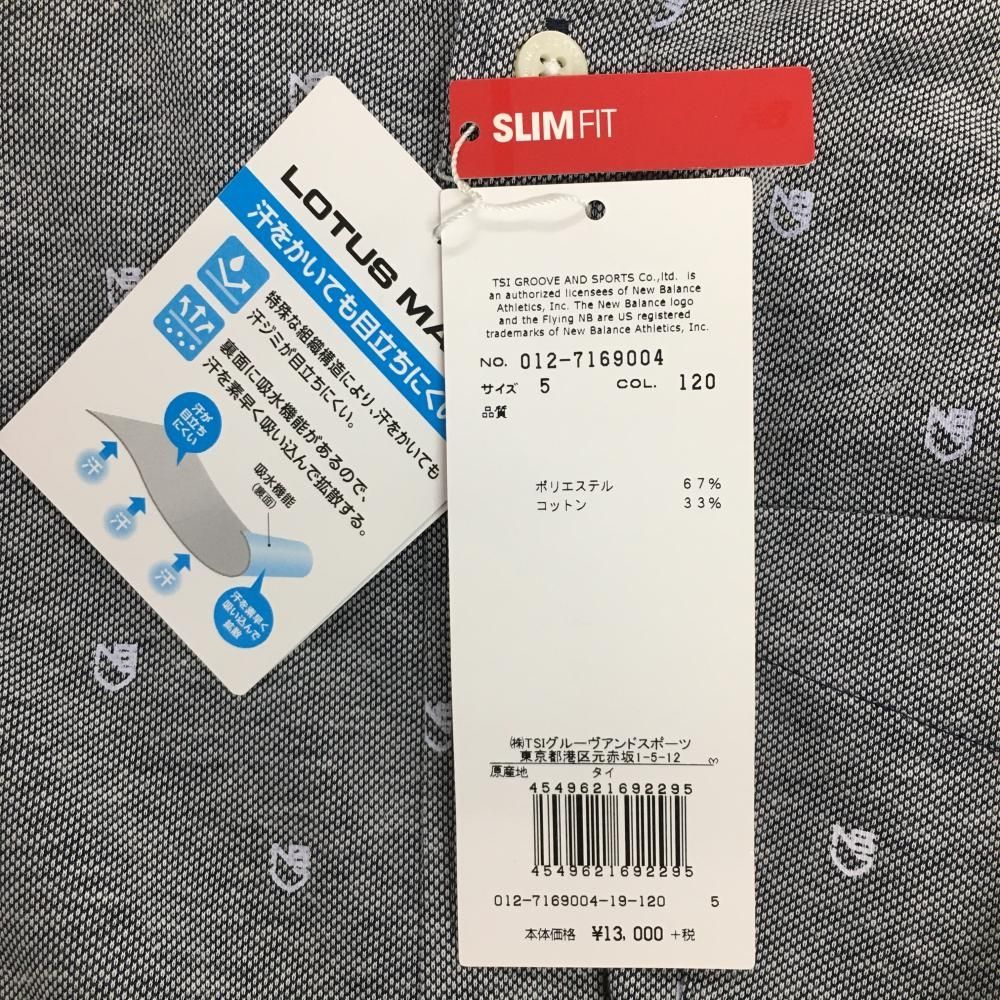 SLIM FIT
LOTUS MA
汗をかいても目立ちにくい
特殊な組織構造により、汗をかいても
汗ジミが目立ちにくい。
裏面に吸水機能があるので、
汗を素早く吸い込んで拡散する。
汗が
目立ち
にくい
吸水機能
(裏面)
汗
汗
汗
汗を素早く
吸い込んで
拡散
TSI GROOVE AND SPORTS Co.,ltd. is
an authorized licensees of New Balance
Athletics, Inc. The New Balance logo
and the Flying NB are US registered
trademarks of New Balance Athletics, Inc.
NO. 012-7169004
サイズ 5 COL. 120
品質
ポリエステル 67%
コットン 33%
㈱TSIグルーヴアンドスポーツ
東京都港区元赤坂1-5-12
原産地 タイ
4549621692295
4549621692295
012-7169004-19-120 5
本体価格 ¥13,000 +税